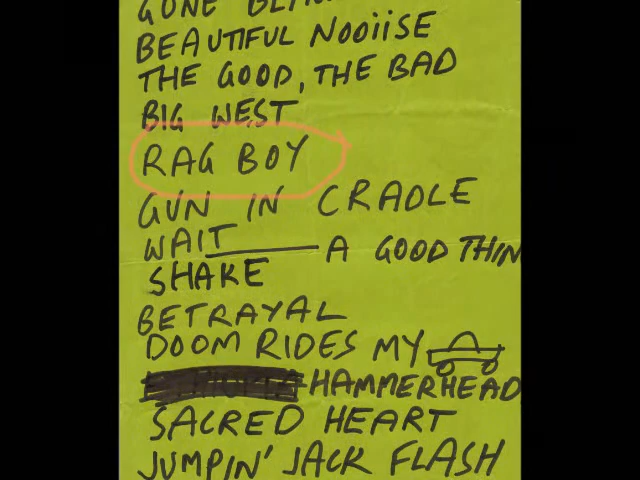 GONE
BEAUTIFUL NOOiiSE
THE GOOD, THE BAD
BIG WEST
RAG BOY
GUN IN CRADLE
WAIT A GOOD THIN
SHAKE
BETRAYAL
DOOM RIDES MY
HAMMERHEAD
SACRED HEART
JUMPIN' JACK FLASH